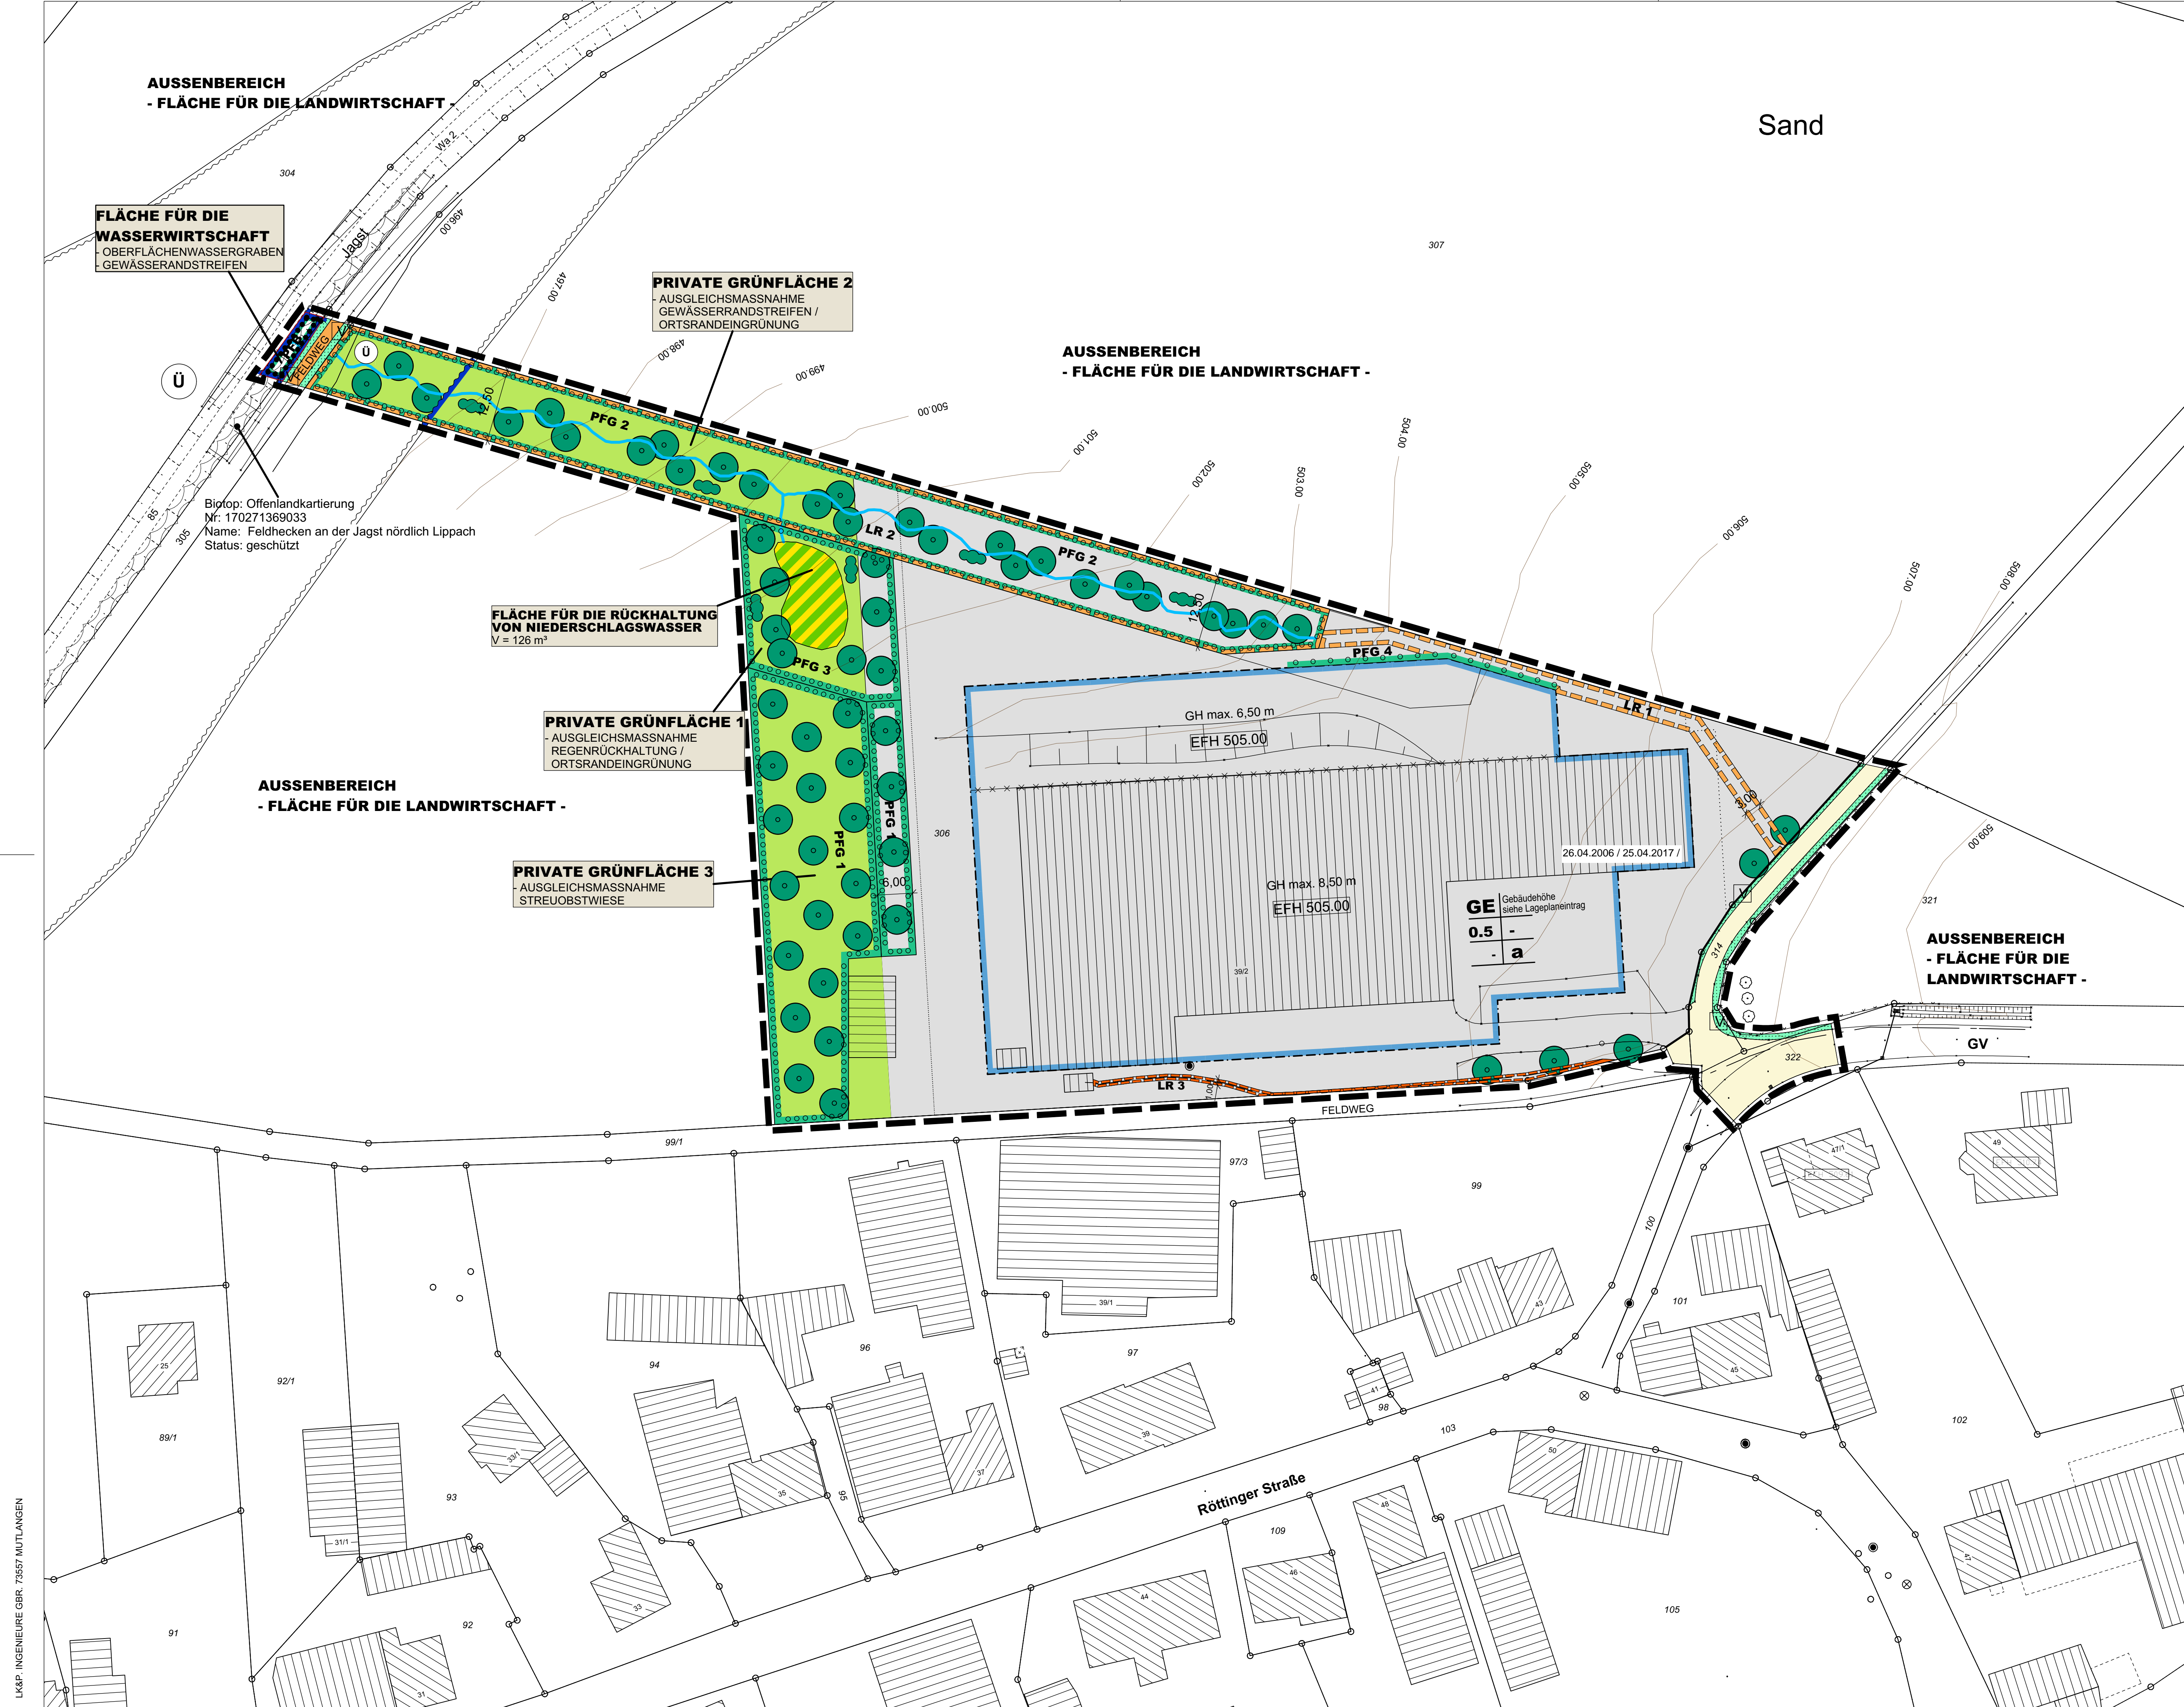 AUSSENBEREICH
- FLÄCHE FÜR DIE LANDWIRTSCHAFT -
Sand
Wa 2
304
FLÄCHE FÜR DIE
WASSERWIRTSCHAFT
- OBERFLÄCHENWASSERGRABEN
- GEWÄSSERANDSTREIFEN
Jagst
496.00
307
497.00
PRIVATE GRÜNFLÄCHE 2
- AUSGLEICHSMASSNAHME
GEWÄSSERRANDSTREIFEN /
ORTSRANDEINGRÜNUNG
498.00
499.00
500.00
501.00
502.00
503.00
504.00
505.00
506.00
507.00
508.00
509.00
V
FELDWEG
Ü
Ü
AUSSENBEREICH
- FLÄCHE FÜR DIE LANDWIRTSCHAFT -
12,50
PFG 2
Biotop: Offenlandkartierung
Nr: 170271369033
Name: Feldhecken an der Jagst nördlich Lippach
Status: geschützt
85
305
LR 2
PFG 2
12,50
FLÄCHE FÜR DIE RÜCKHALTUNG
VON NIEDERSCHLAGSWASSER
V = 126 m³
PFG 3
PFG 4
LR 1
PRIVATE GRÜNFLÄCHE 1
- AUSGLEICHSMASSNAHME
REGENRÜCKHALTUNG /
ORTSRANDEINGRÜNUNG
GH max. 6,50 m
EFH 505.00
AUSSENBEREICH
- FLÄCHE FÜR DIE LANDWIRTSCHAFT -
3,00
PFG 1
PFG 1
306
26.04.2006 / 25.04.2017 /
PRIVATE GRÜNFLÄCHE 3
- AUSGLEICHSMASSNAHME
STREUOBSTWIESE
6,00
GH max. 8,50 m
EFH 505.00
GE
Gebäudehöhe
siehe Lageplaneintrag
0.5 -
- a
V
321
314
AUSSENBEREICH
- FLÄCHE FÜR DIE
LANDWIRTSCHAFT -
39/2
GV
322
LR 3
1,00
FELDWEG
99/1
97/3
99
100
47/1
49
39/1
43
101
25
92/1
94
96
97
41
98
45
89/1
103
102
33/1
39
93
35
95
37
50
Röttinger Straße
48
109
31/1
46
47
33
44
105
91
92
31
LK&P. INGENIEURE GBR. 73557 MUTLANGEN